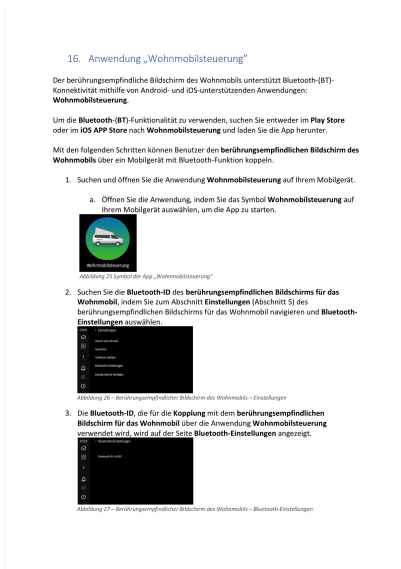 16. Anwendung „Wohnmobilsteuerung"
Der berührungsempfindliche Bildschirm des Wohnmobils unterstützt Bluetooth-(BT)-
Konnektivität mithilfe von Android- und iOS-unterstützenden Anwendungen:
Wohnmobilsteuerung.
Um die Bluetooth-(BT)-Funktionalität zu verwenden, suchen Sie entweder im Play Store
oder im iOS APP Store nach Wohnmobilsteuerung und laden Sie die App herunter.
Mit den folgenden Schritten können Benutzer den berührungsempfindlichen Bildschirm des
Wohnmobils über ein Mobilgerät mit Bluetooth-Funktion koppeln.
1. Suchen und öffnen Sie die Anwendung Wohnmobilsteuerung auf Ihrem Mobilgerät.
a. Öffnen Sie die Anwendung, indem Sie das Symbol Wohnmobilsteuerung auf
Ihrem Mobilgerät auswählen, um die App zu starten.
Wohnmobilsteuerung
Abbildung 25 Symbol der App „Wohnmobilsteuerung"
2. Suchen Sie die Bluetooth-ID des berührungsempfindlichen Bildschirms für das
Wohnmobil, indem Sie zum Abschnitt Einstellungen (Abschnitt 5) des
berührungsempfindlichen Bildschirms für das Wohnmobil navigieren und Bluetooth-
Einstellungen auswählen.
Einstellungen
Sprachen
Bluetooth-Einstellungen
Abbildung 26 – Berührungsempfindlicher Bildschirm des Wohnmobils – Einstellungen
3. Die Bluetooth-ID, die für die Kopplung mit dem berührungsempfindlichen
Bildschirm für das Wohnmobil über die Anwendung Wohnmobilsteuerung
verwendet wird, wird auf der Seite Bluetooth-Einstellungen angezeigt.
Bluetooth-Einstellungen
Abbildung 27 – Berührungsempfindlicher Bildschirm des Wohnmobils – Bluetooth-Einstellungen